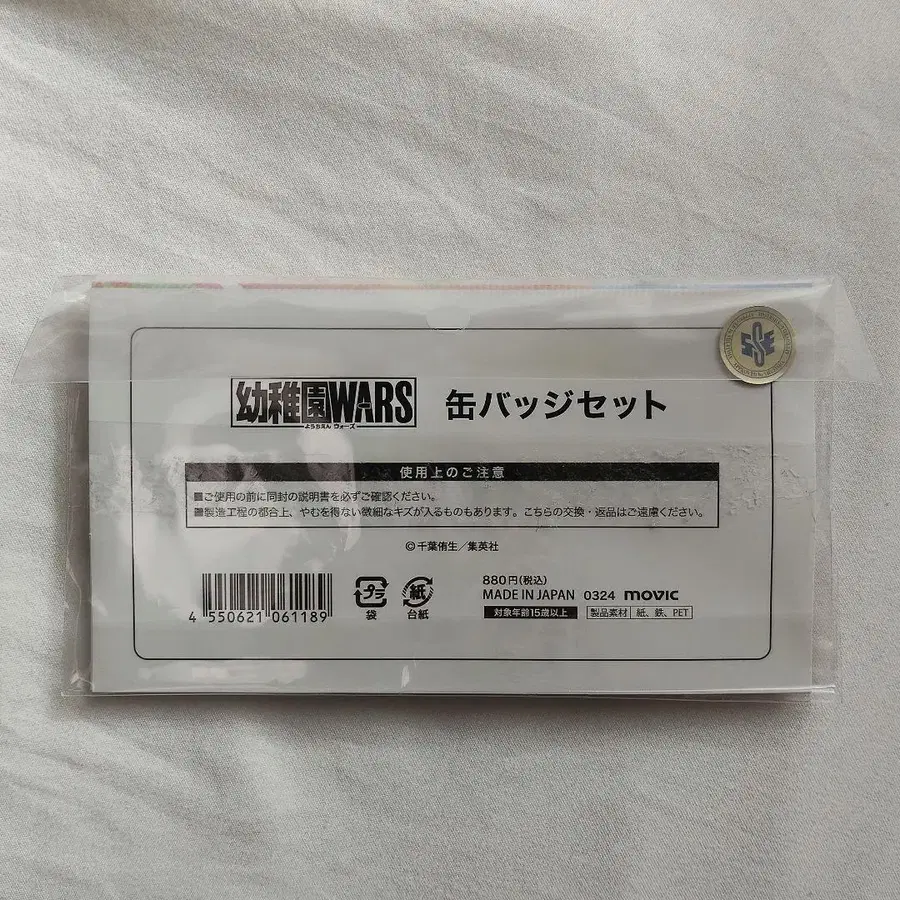 幼稚園WARS
ようちえん ウォーズ
缶バッジセット
使用上のご注意
■ご使用の前に同封の説明書を必ずご確認ください。
■製造工程の都合上、やむを得ない微細なキズが入るものもあります。こちらの交換・返品はご遠慮ください。
©千葉侑生／集英社
4 550621 061189
プラ
袋
紙
台紙
880円(税込)
MADE IN JAPAN 0324 movic
対象年齢15歳以上
製品素材 紙、鉄、PET